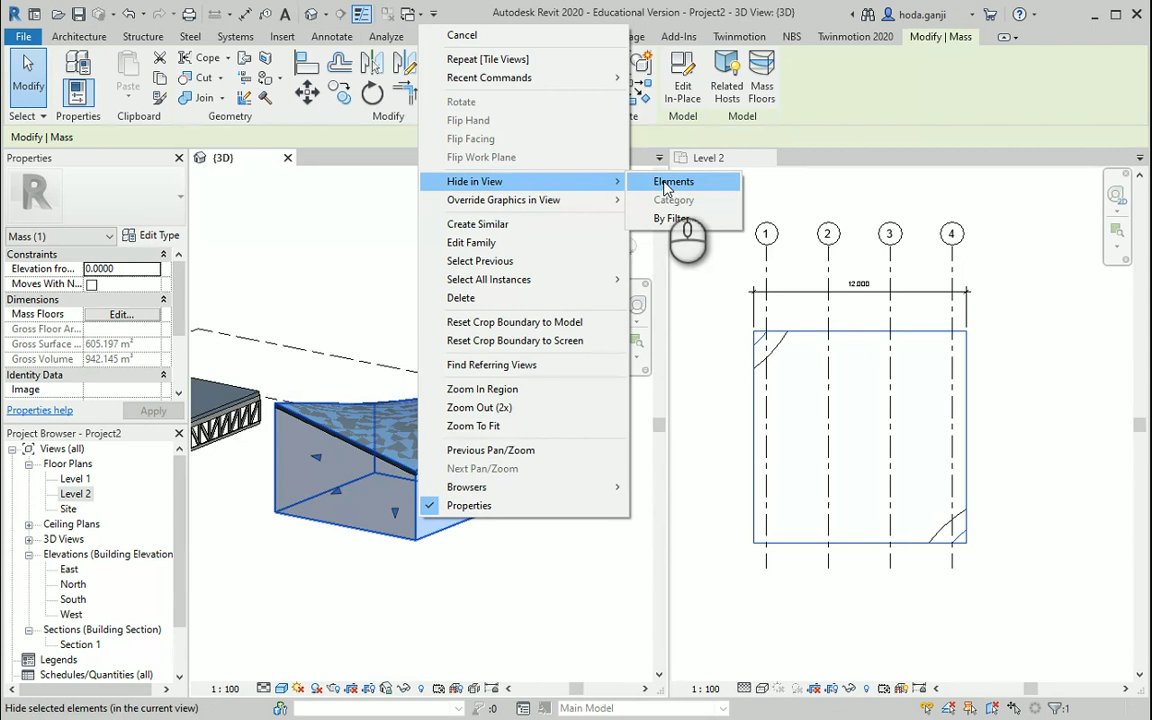 Autodesk Revit 2020 - Educational Version - Project2 - 3D View: {3D}
hoda.ganji
File Architecture Structure Steel Systems Insert Annotate Analyze Add-Ins Twinmotion NBS Twinmotion 2020 Modify | Mass
Modify
Select
Properties
Paste
Clipboard
Cope
Cut
Join
Geometry
Modify
Edit In-Place
Model
Related Hosts
Mass Floors
Model
Modify | Mass
Properties
{3D}
Level 2
Mass (1)
Edit Type
Constraints
Elevation fro... 0.0000
Moves With N...
Dimensions
Mass Floors Edit...
Gross Floor Ar...
Gross Surface ... 605.197 m²
Gross Volume 942.145 m²
Identity Data
Image
Properties help
Apply
Project Browser - Project2
Views (all)
Floor Plans
Level 1
Level 2
Site
Ceiling Plans
3D Views
Elevations (Building Elevation
East
North
South
West
Sections (Building Section)
Section 1
Legends
Schedules/Quantities (all)
Cancel
Repeat [Tile Views]
Recent Commands
Rotate
Flip Hand
Flip Facing
Flip Work Plane
Hide in View
Override Graphics in View
Create Similar
Edit Family
Select Previous
Select All Instances
Delete
Reset Crop Boundary to Model
Reset Crop Boundary to Screen
Find Referring Views
Zoom In Region
Zoom Out (2x)
Zoom To Fit
Previous Pan/Zoom
Next Pan/Zoom
Browsers
Properties
Elements
Category
By Filter...
1 2 3 4
12.000
1 : 100
1 : 100
Hide selected elements (in the current view)
:0
Main Model
:1